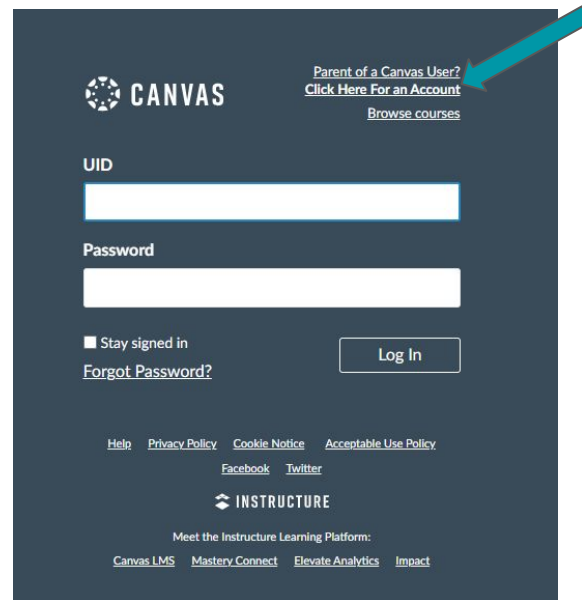 Parent of a Canvas User?
Click Here For an Account
CANVAS
Browse courses
UID
Password
Stay signed in
Log In
Forgot Password?
Help Privacy Policy Cookie Notice Acceptable Use Policy
Facebook Twitter
INSTRUCTURE
Meet the Instructure Learning Platform:
Canvas LMS Mastery Connect Elevate Analytics Impact